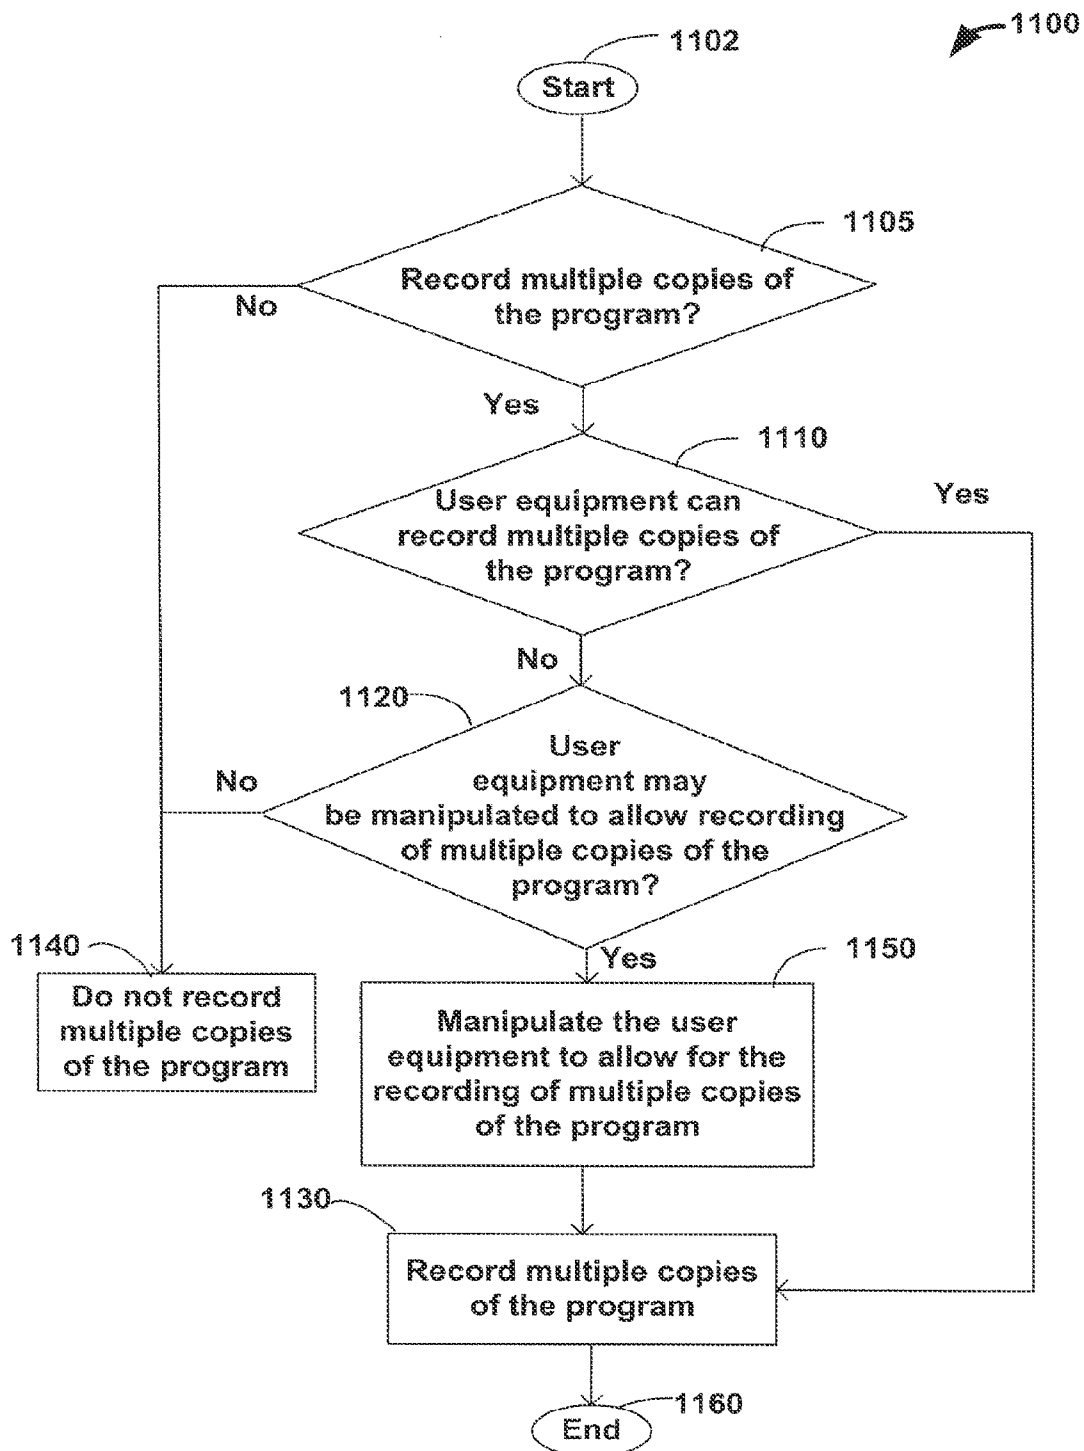 1100
1102
Start
1105
Record multiple copies of
the program?
No
Yes
1110
User equipment can
record multiple copies of
the program?
Yes
No
1120
User
equipment may
be manipulated to allow recording
of multiple copies of the
program?
No
Yes
1140
Do not record
multiple copies
of the program
1150
Manipulate the user
equipment to allow for the
recording of multiple copies
of the program
1130
Record multiple copies
of the program
1160
End